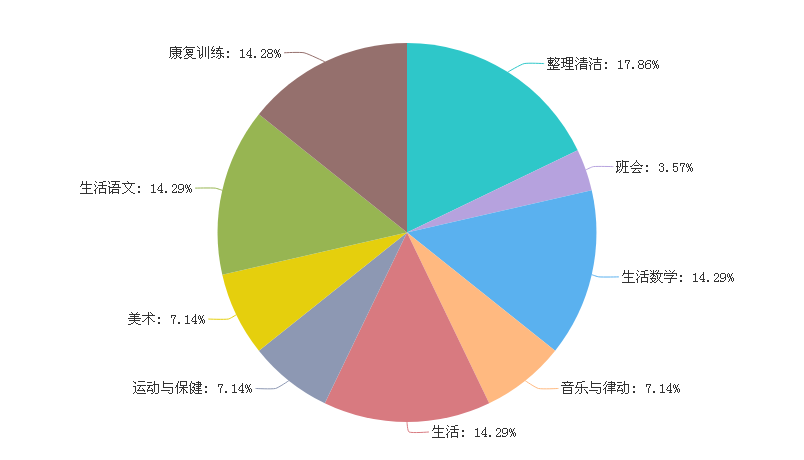 康复训练: 14.28%
整理清洁: 17.86%
班会: 3.57%
生活语文: 14.29%
生活数学: 14.29%
美术: 7.14%
运动与保健: 7.14%
音乐与律动: 7.14%
生活: 14.29%